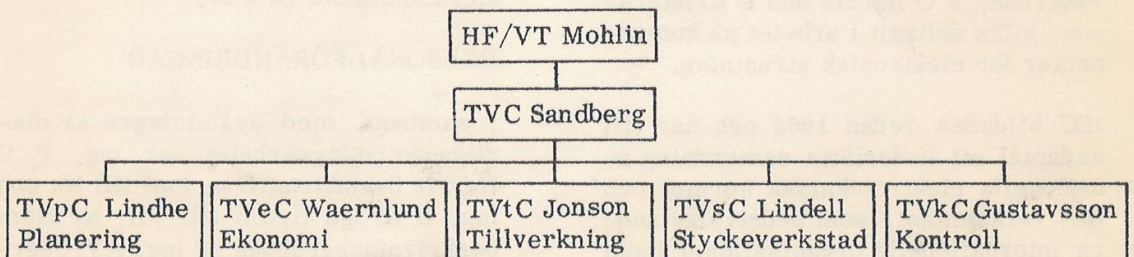 HF/VT Mohlin
TVC Sandberg
TVpC Lindhe
Planering
TVeC Waernlund
Ekonomi
TVtC Jonson
Tillverkning
TVsC Lindell
Styckeverkstad
TVkC Gustavsson
Kontroll